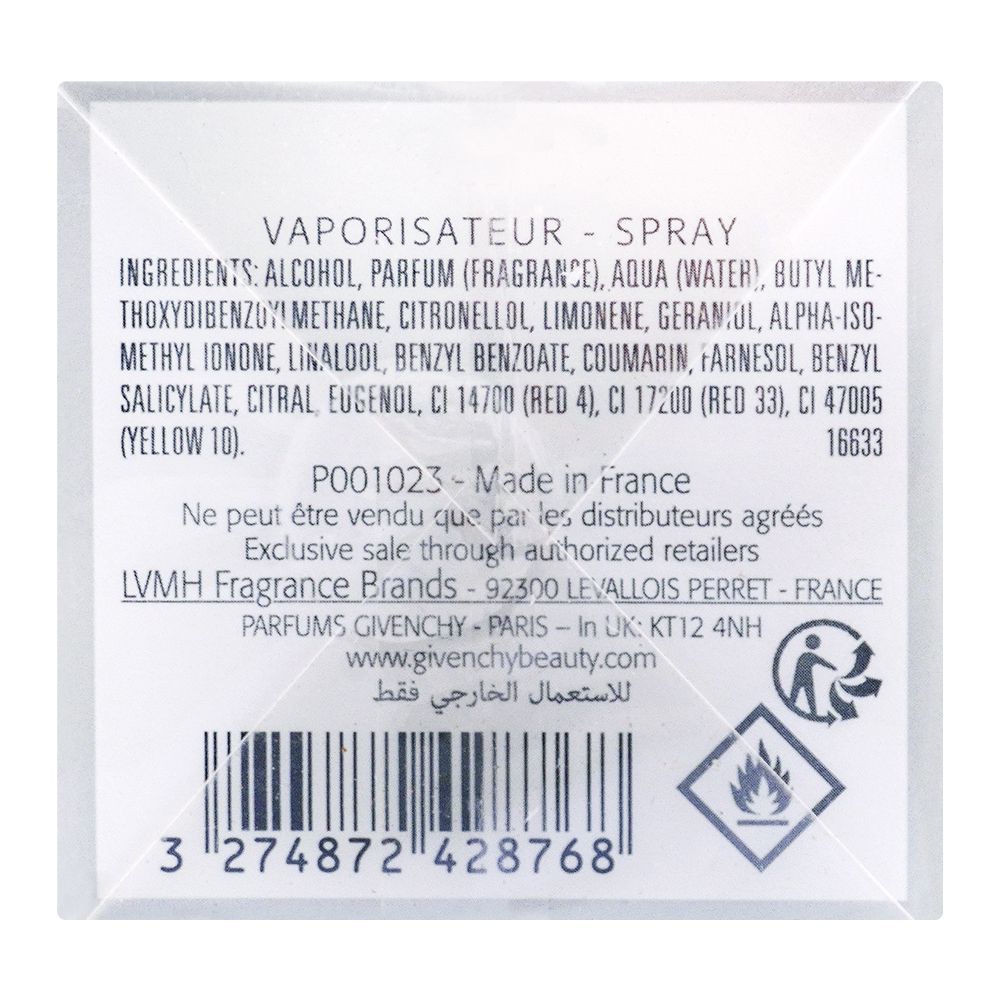 VAPORISATEUR - SPRAY
INGREDIENTS: ALCOHOL, PARFUM (FRAGRANCE), AQUA (WATER), BUTYL ME-
THOXYDIBENZOYLMETHANE, CITRONELLOL, LIMONENE, GERANIOL, ALPHA-ISO-
METHYL IONONE, LINALOOL, BENZYL BENZOATE, COUMARIN, FARNESOL, BENZYL
SALICYLATE, CITRAL, EUGENOL, CI 14700 (RED 4), CI 17200 (RED 33), CI 47005
(YELLOW 10). 16633
P001023 - Made in France
Ne peut être vendu que par les distributeurs agréés
Exclusive sale through authorized retailers
LVMH Fragrance Brands - 92300 LEVALLOIS PERRET - FRANCE
PARFUMS GIVENCHY - PARIS – In UK: KT12 4NH
www.givenchybeauty.com
للاستعمال الخارجي فقط
3 274872 428768